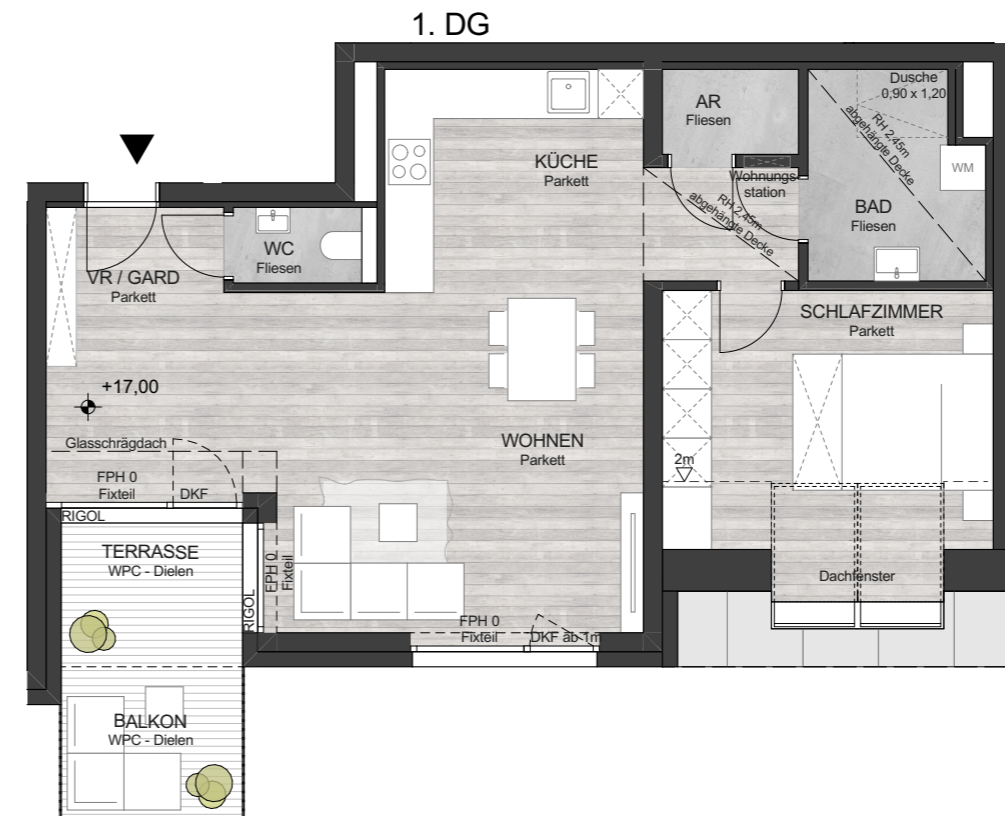 1. DG
Dusche
0,90 x 1,20
AR
Fliesen
RH 2,45m
abgehängte Decke
WM
KÜCHE
Parkett
Wohnungs-
station
RH 2,45m
abgehängte Decke
BAD
Fliesen
WC
Fliesen
VR / GARD
Parkett
SCHLAFZIMMER
Parkett
+17,00
Glasschrägdach
WOHNEN
Parkett
2m
FPH 0
Fixteil
DKF
RIGOL
TERRASSE
WPC - Dielen
FPH 0
Fixteil
RIGOL
Dachfenster
FPH 0
Fixteil
DKF ab 1m
BALKON
WPC - Dielen